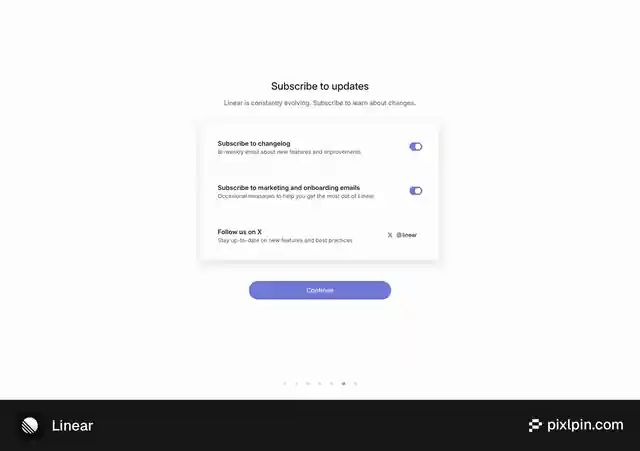 Subscribe to updates
Linear is constantly evolving. Subscribe to learn about changes.
Subscribe to changelog
Bi-weekly email about new features and improvements
Subscribe to marketing and onboarding emails
Occasional messages to help you get the most out of Linear
Follow us on X
Stay up-to-date on new features and best practices
X @linear
Continue
Linear
pixlpin.com